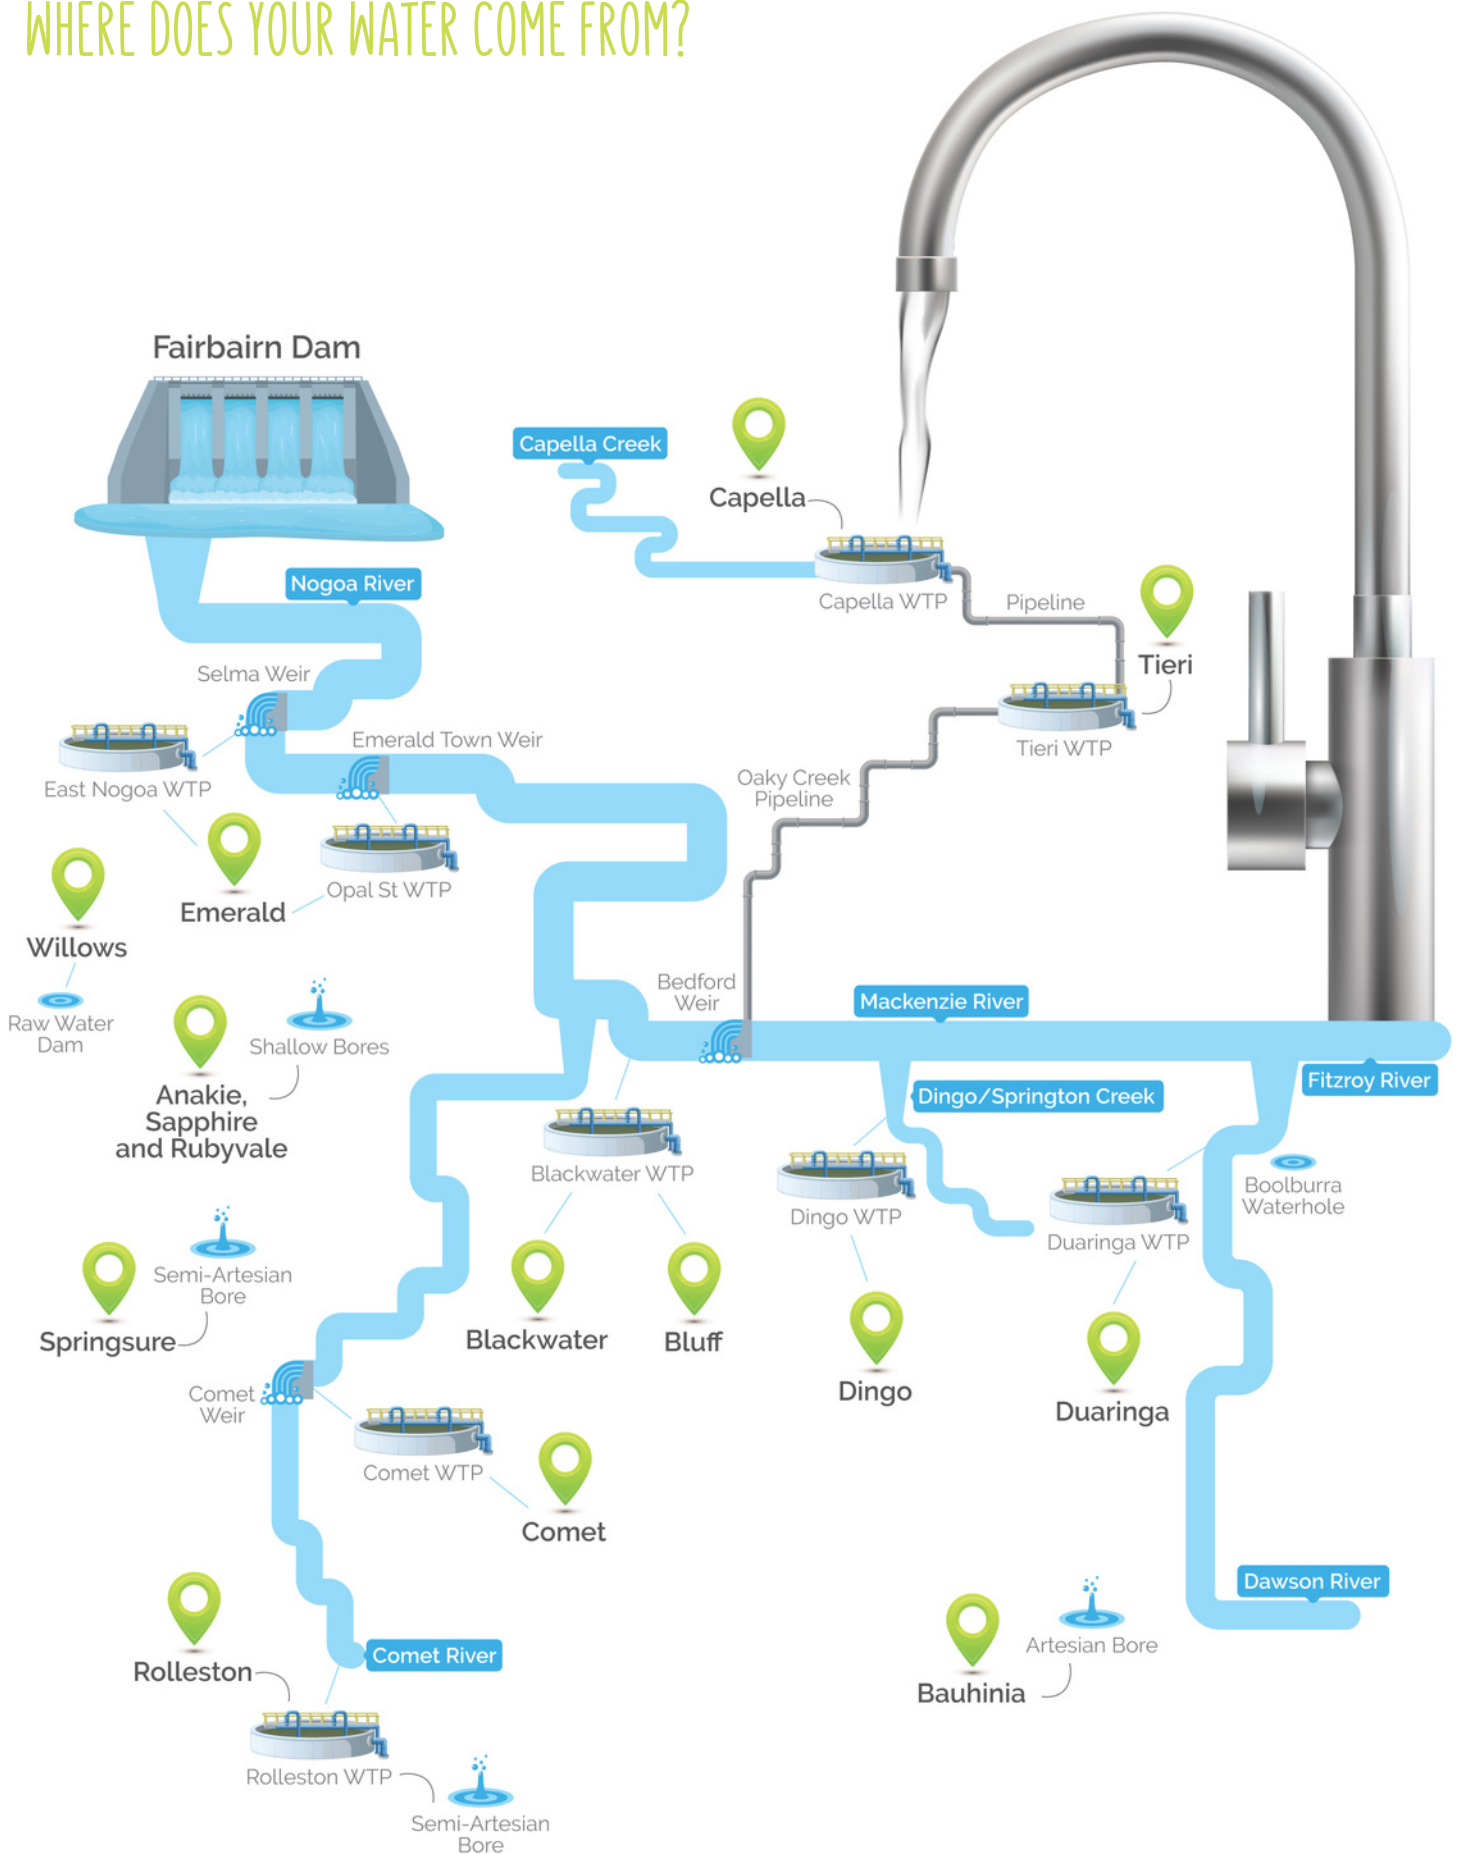 WHERE DOES YOUR WATER COME FROM?
Fairbairn Dam
Capella Creek
Capella
Nogoa River
Capella WTP
Pipeline
Tieri
Selma Weir
Emerald Town Weir
Tieri WTP
East Nogoa WTP
Oaky Creek
Pipeline
Opal St WTP
Emerald
Willows
Raw Water
Dam
Shallow Bores
Anakie,
Sapphire
and Rubyvale
Bedford
Weir
Mackenzie River
Fitzroy River
Dingo/Springton Creek
Blackwater WTP
Dingo WTP
Duaringa WTP
Boolburra
Waterhole
Semi-Artesian
Bore
Springsure
Blackwater
Bluff
Dingo
Duaringa
Comet
Weir
Comet WTP
Comet
Dawson River
Rolleston
Comet River
Artesian Bore
Bauhinia
Rolleston WTP
Semi-Artesian
Bore